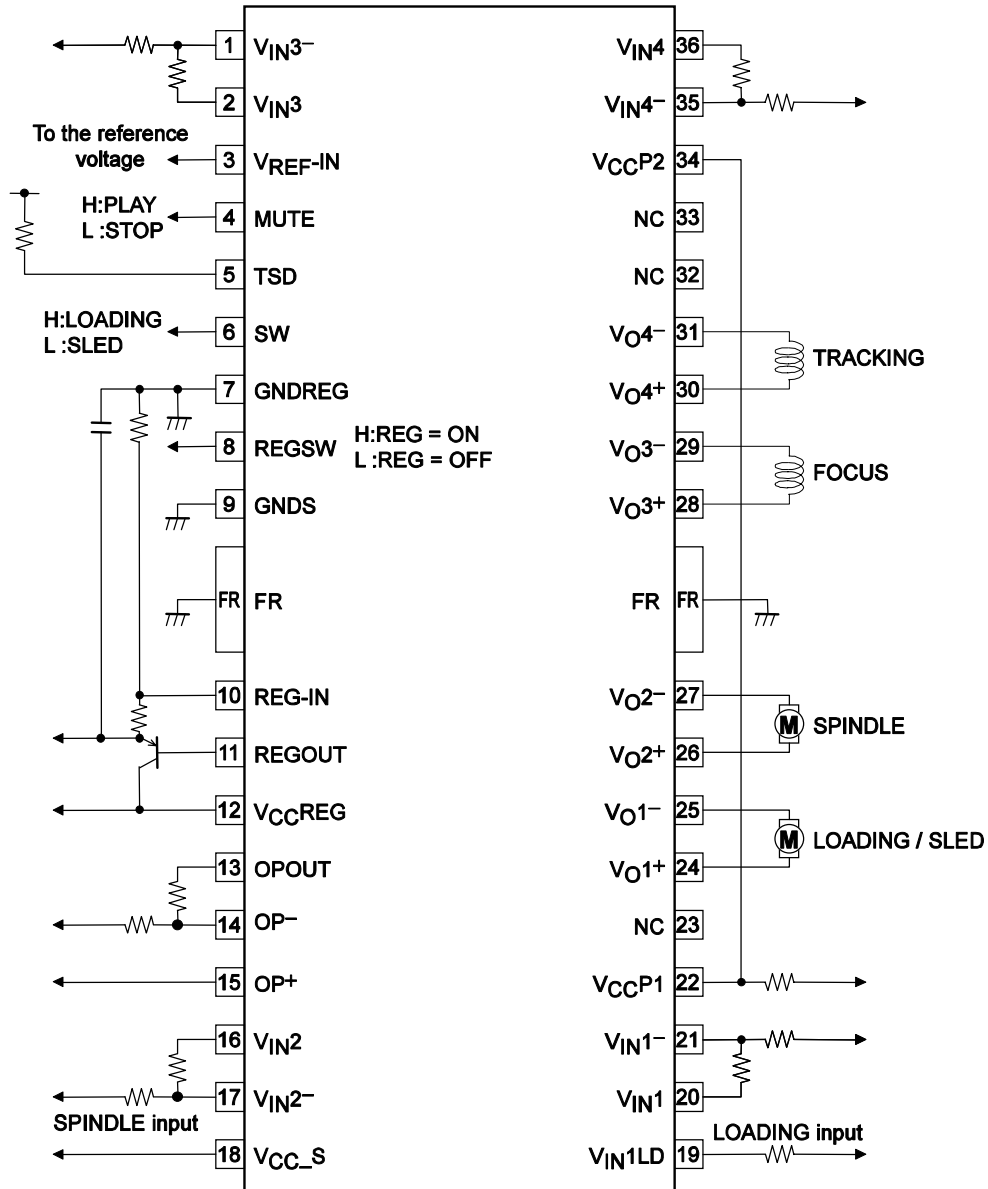 1 VIN3− VIN4 36
2 VIN3 VIN4− 35
To the reference
voltage
3 VREF-IN VCCP2 34
H:PLAY
L :STOP
4 MUTE NC 33
5 TSD NC 32
H:LOADING
L :SLED
6 SW VO4− 31
TRACKING
7 GNDREG VO4+ 30
8 REGSW H:REG = ON
L :REG = OFF
VO3− 29
FOCUS
9 GNDS VO3+ 28
FR FR FR FR
10 REG-IN VO2− 27
M SPINDLE
11 REGOUT VO2+ 26
12 VCCREG VO1− 25
M LOADING / SLED
13 OPOUT VO1+ 24
14 OP− NC 23
15 OP+ VCCP1 22
16 VIN2 VIN1− 21
17 VIN2− VIN1 20
SPINDLE input
LOADING input
18 VCC_S VIN1LD 19